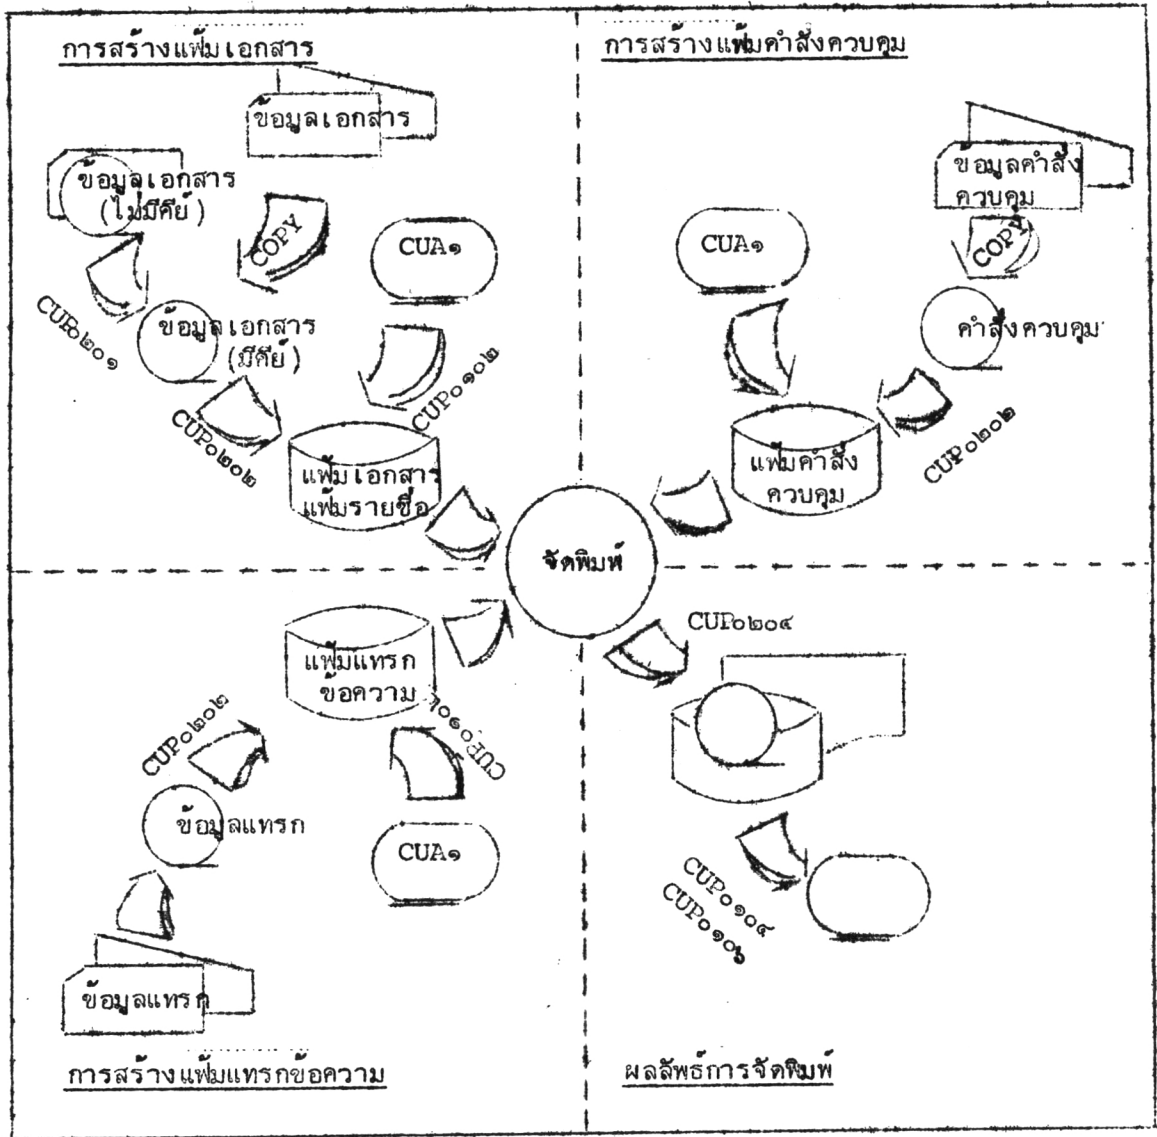 การสร้างแฟ้มเอกสาร
ข้อมูลเอกสาร
ข้อมูลเอกสาร
(ไม่มีคีย์)
COPY
CUA๑
CUP๐๒๐๑
ข้อมูลเอกสาร
(มีคีย์)
CUP๐๑๐๒
CUP๐๒๐๒
แฟ้มเอกสาร
แฟ้มรายชื่อ
การสร้างแฟ้มคำสั่งควบคุม
ข้อมูลคำสั่ง
ควบคุม
COPY
CUA๑
คำสั่งควบคุม
CUP๐๒๐๒
แฟ้มคำสั่ง
ควบคุม
จัดพิมพ์
แฟ้มแทรก
ข้อความ
CUP๐๒๐๒
ข้อมูลแทรก
CUA๑
ข้อมูลแทรก
การสร้างแฟ้มแทรกข้อความ
CUP๐๒๐๔
CUP๐๑๐๔
CUP๐๑๐๖
ผลลัพธ์การจัดพิมพ์